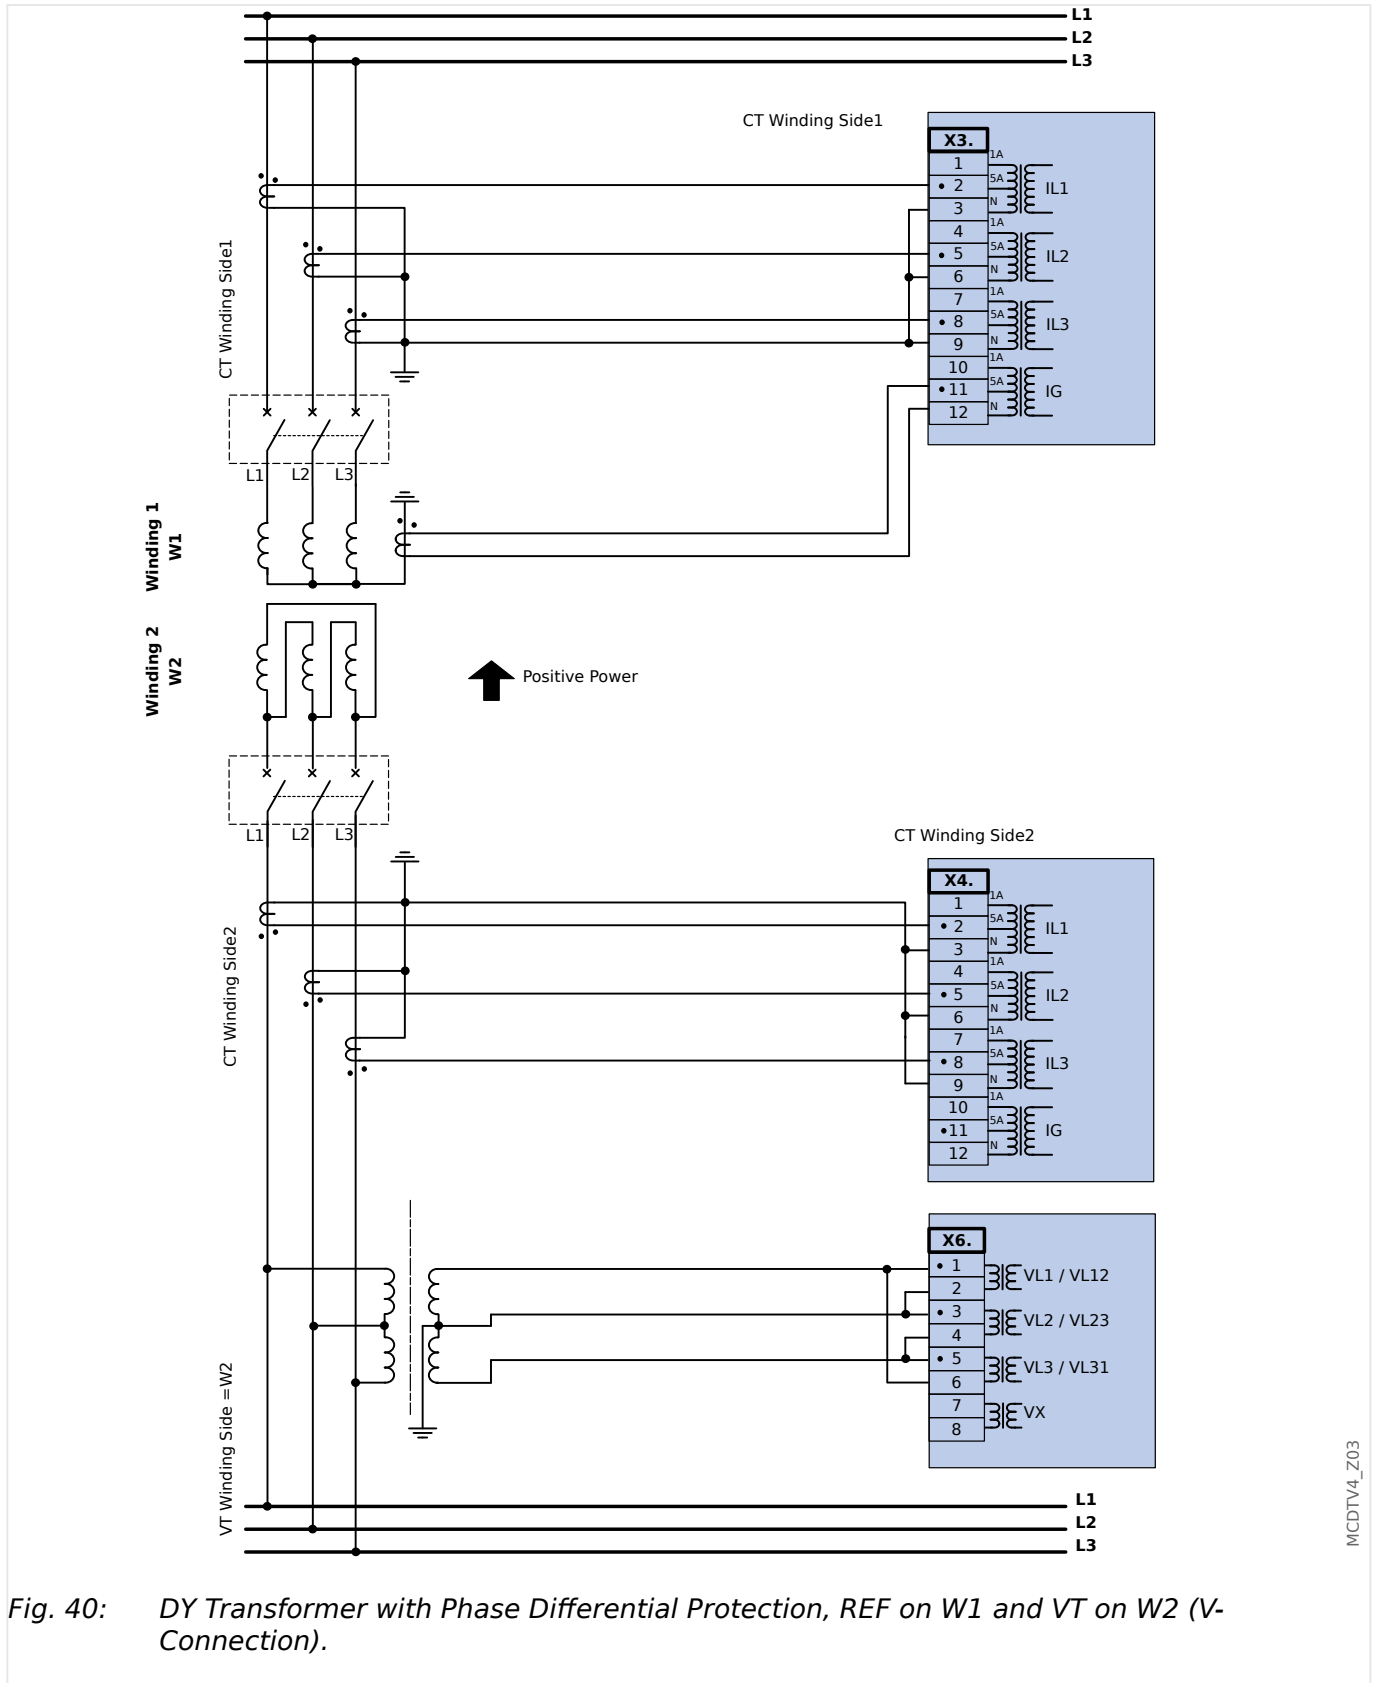 L1
L2
L3
CT Winding Side1
X3.
1
2
3
4
5
6
7
8
9
10
11
12
1A
5A
N
1A
5A
N
1A
5A
N
1A
5A
N
IL1
IL2
IL3
IG
CT Winding Side1
L1
L2
L3
Winding 1
W1
Winding 2
W2
Positive Power
L1
L2
L3
CT Winding Side2
CT Winding Side2
X4.
1
2
3
4
5
6
7
8
9
10
11
12
1A
5A
N
1A
5A
N
1A
5A
N
1A
5A
N
IL1
IL2
IL3
IG
X6.
1
2
3
4
5
6
7
8
VL1 / VL12
VL2 / VL23
VL3 / VL31
VX
VT Winding Side =W2
L1
L2
L3
MCDTV4_Z03
Fig. 40: DY Transformer with Phase Differential Protection, REF on W1 and VT on W2 (V-
Connection).